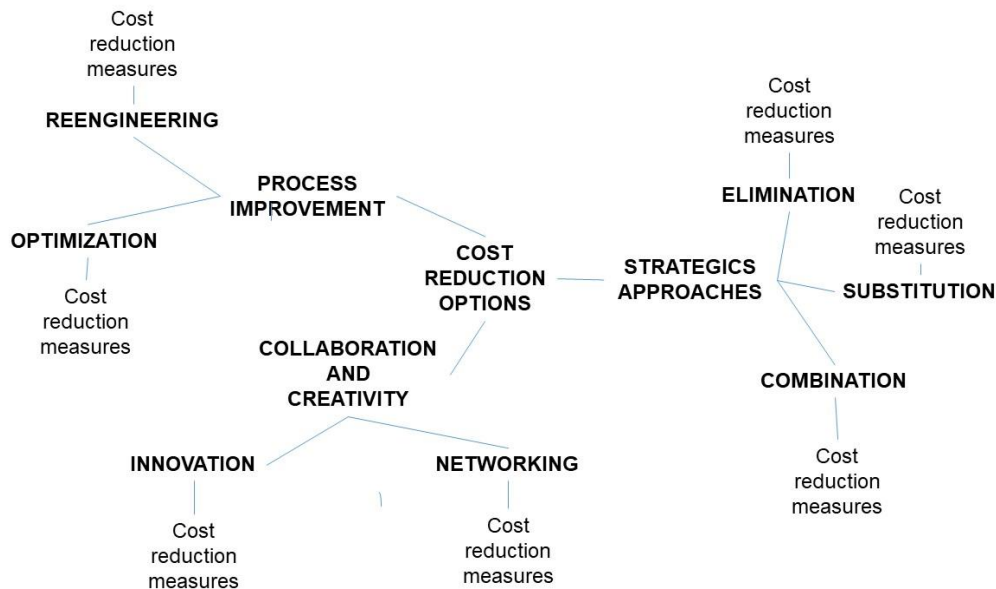 Cost
reduction
measures
REENGINEERING
PROCESS
IMPROVEMENT
OPTIMIZATION
Cost
reduction
measures
COST
REDUCTION
OPTIONS
COLLABORATION
AND
CREATIVITY
INNOVATION
Cost
reduction
measures
NETWORKING
Cost
reduction
measures
STRATEGICS
APPROACHES
Cost
reduction
measures
ELIMINATION
Cost
reduction
measures
SUBSTITUTION
COMBINATION
Cost
reduction
measures